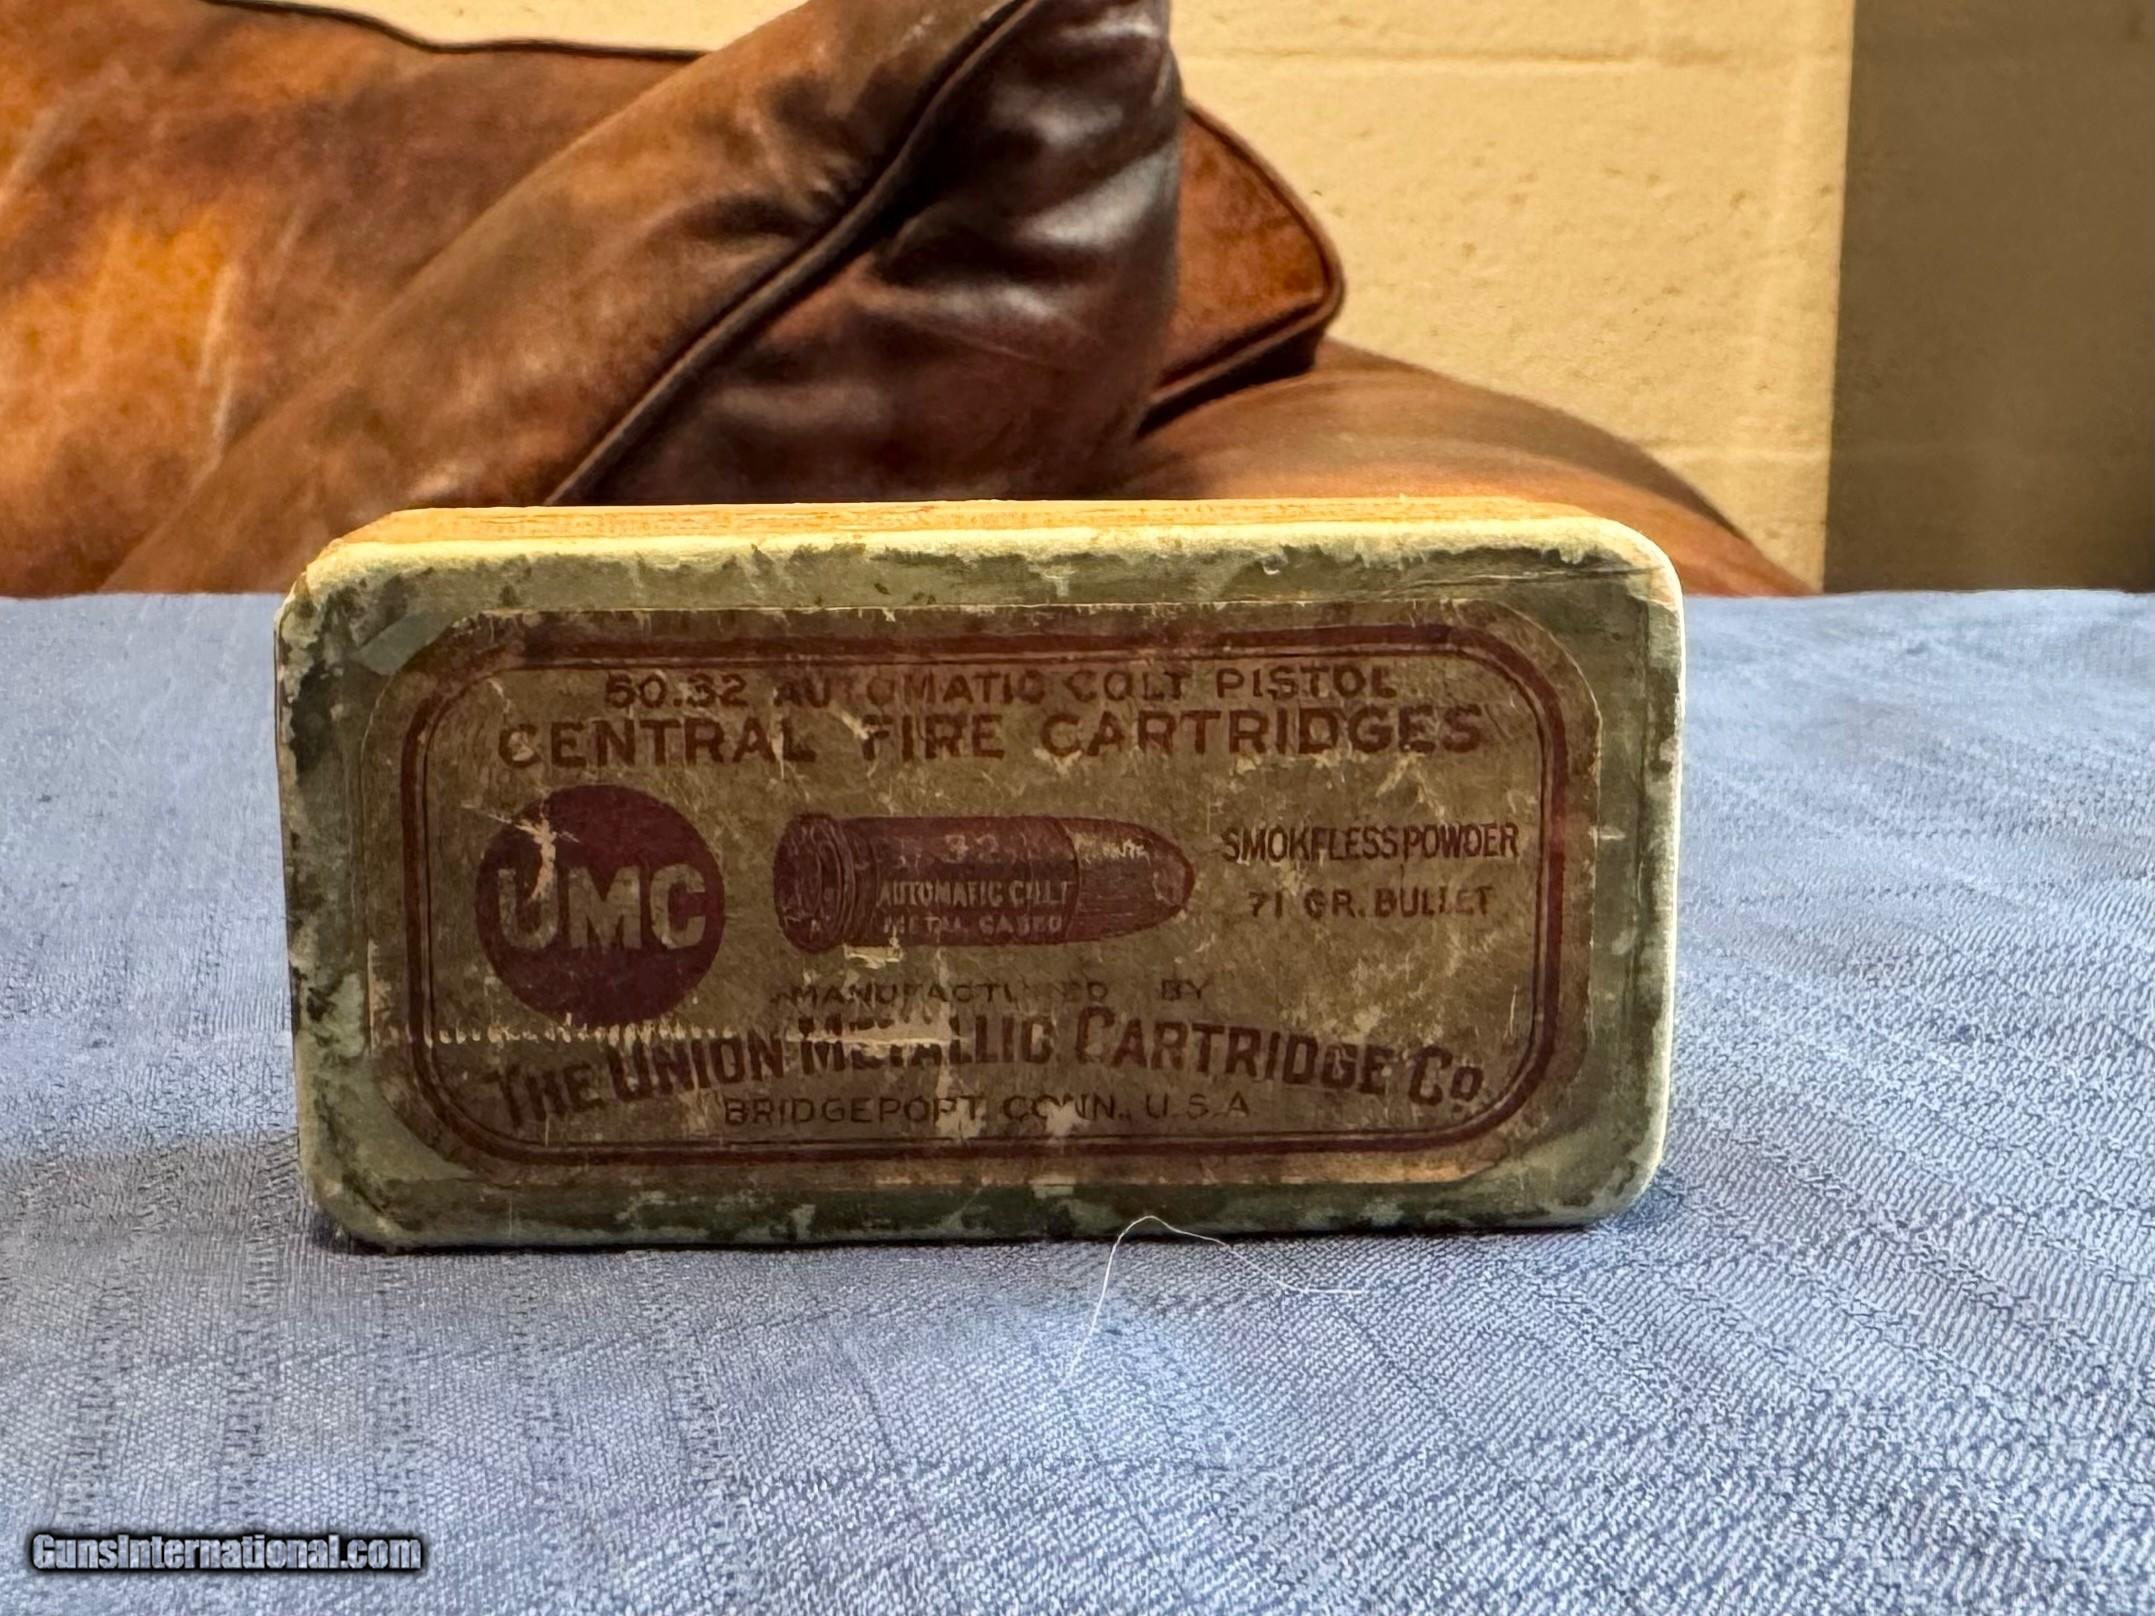 50.32 AUTOMATIC COLT PISTOL
CENTRAL FIRE CARTRIDGES
UMC
32
AUTOMATIC COLT
METAL CASED
SMOKELESS POWDER
71 GR. BULLET
MANUFACTURED BY
THE UNION METALLIC CARTRIDGE CO.
BRIDGEPORT, CONN., U.S.A
GunsInternational.com